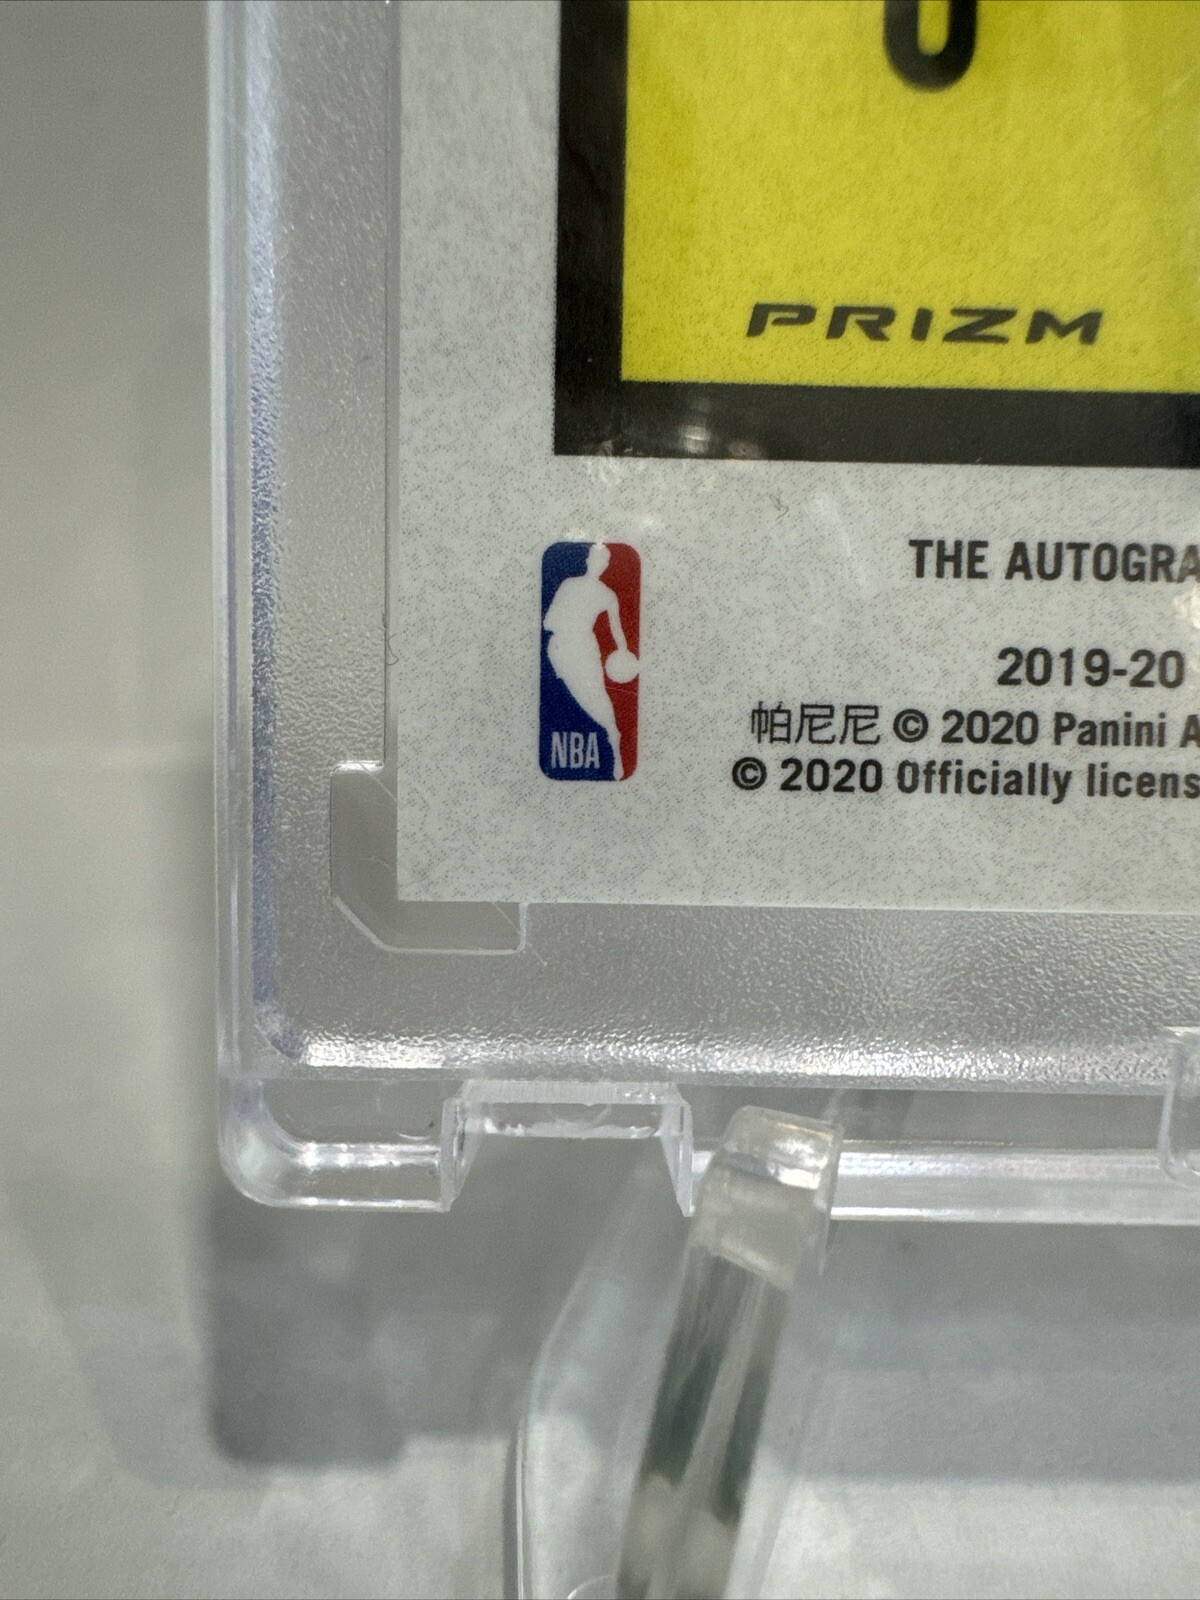 PRIZM
THE AUTOGRA
2019-20
帕尼尼 © 2020 Panini A
© 2020 Officially licens
NBA